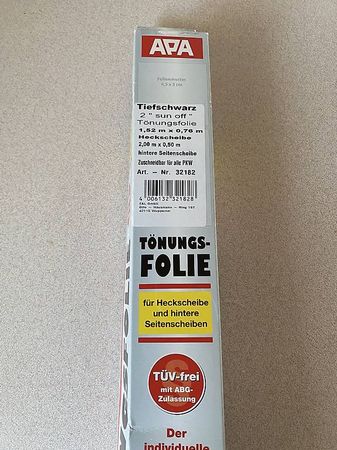 APA
Tiefschwarz
2 " sun off "
Tönungsfolie
1,52 m x 0,76 m
Heckscheibe
2,00 m x 0,50 m
hintere Seitenscheibe
Zuschneidbar für alle PKW
Art. - Nr. 32182
4 006132 321828
TÖNUNGS-
FOLIE
für Heckscheibe
und hintere
Seitenscheiben
TÜV-frei
mit ABG-
Zulassung
Der
individuelle